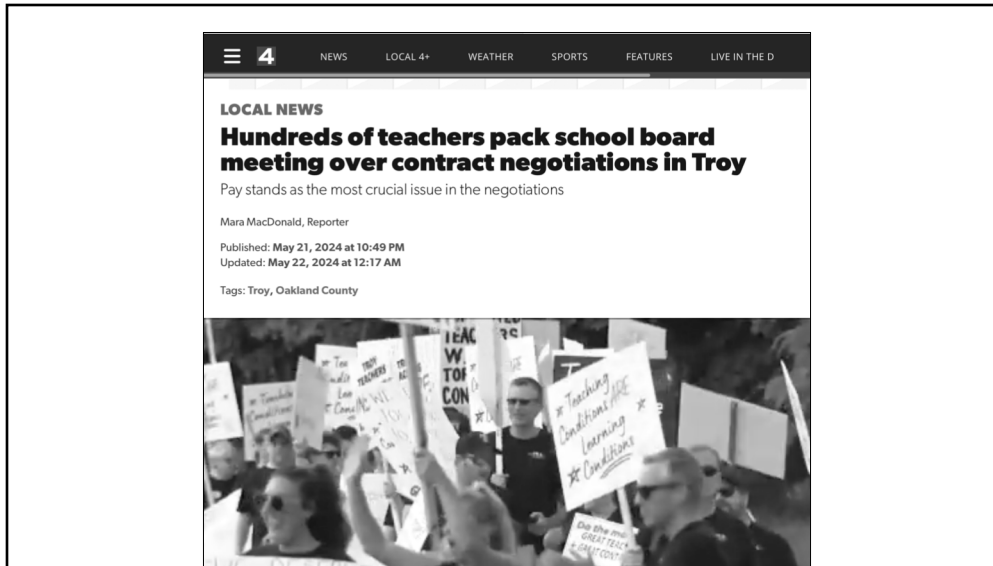 4 NEWS LOCAL 4+ WEATHER SPORTS FEATURES LIVE IN THE D
LOCAL NEWS
Hundreds of teachers pack school board
meeting over contract negotiations in Troy
Pay stands as the most crucial issue in the negotiations
Mara MacDonald, Reporter
Published: May 21, 2024 at 10:49 PM
Updated: May 22, 2024 at 12:17 AM
Tags: Troy, Oakland County
TROY
TEACHERS
Teaching
Conditions ARE
Learning
Conditions
Do the
GREAT